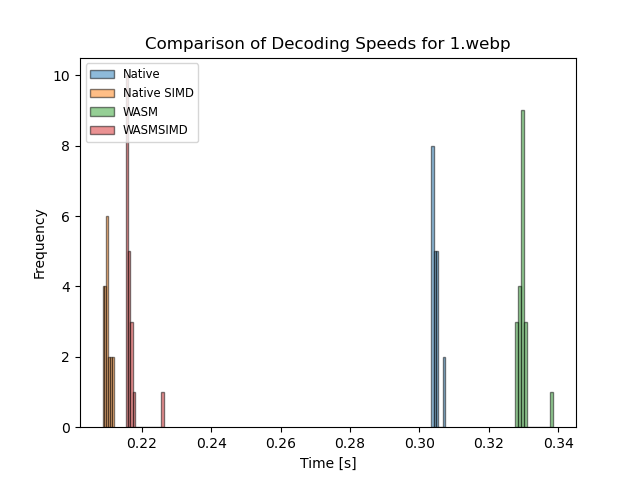 Comparison of Decoding Speeds for 1.webp
Native
Native SIMD
WASM
WASMSIMD
Frequency
10
8
6
4
2
0
0.22
0.24
0.26
0.28
0.30
0.32
0.34
Time [s]